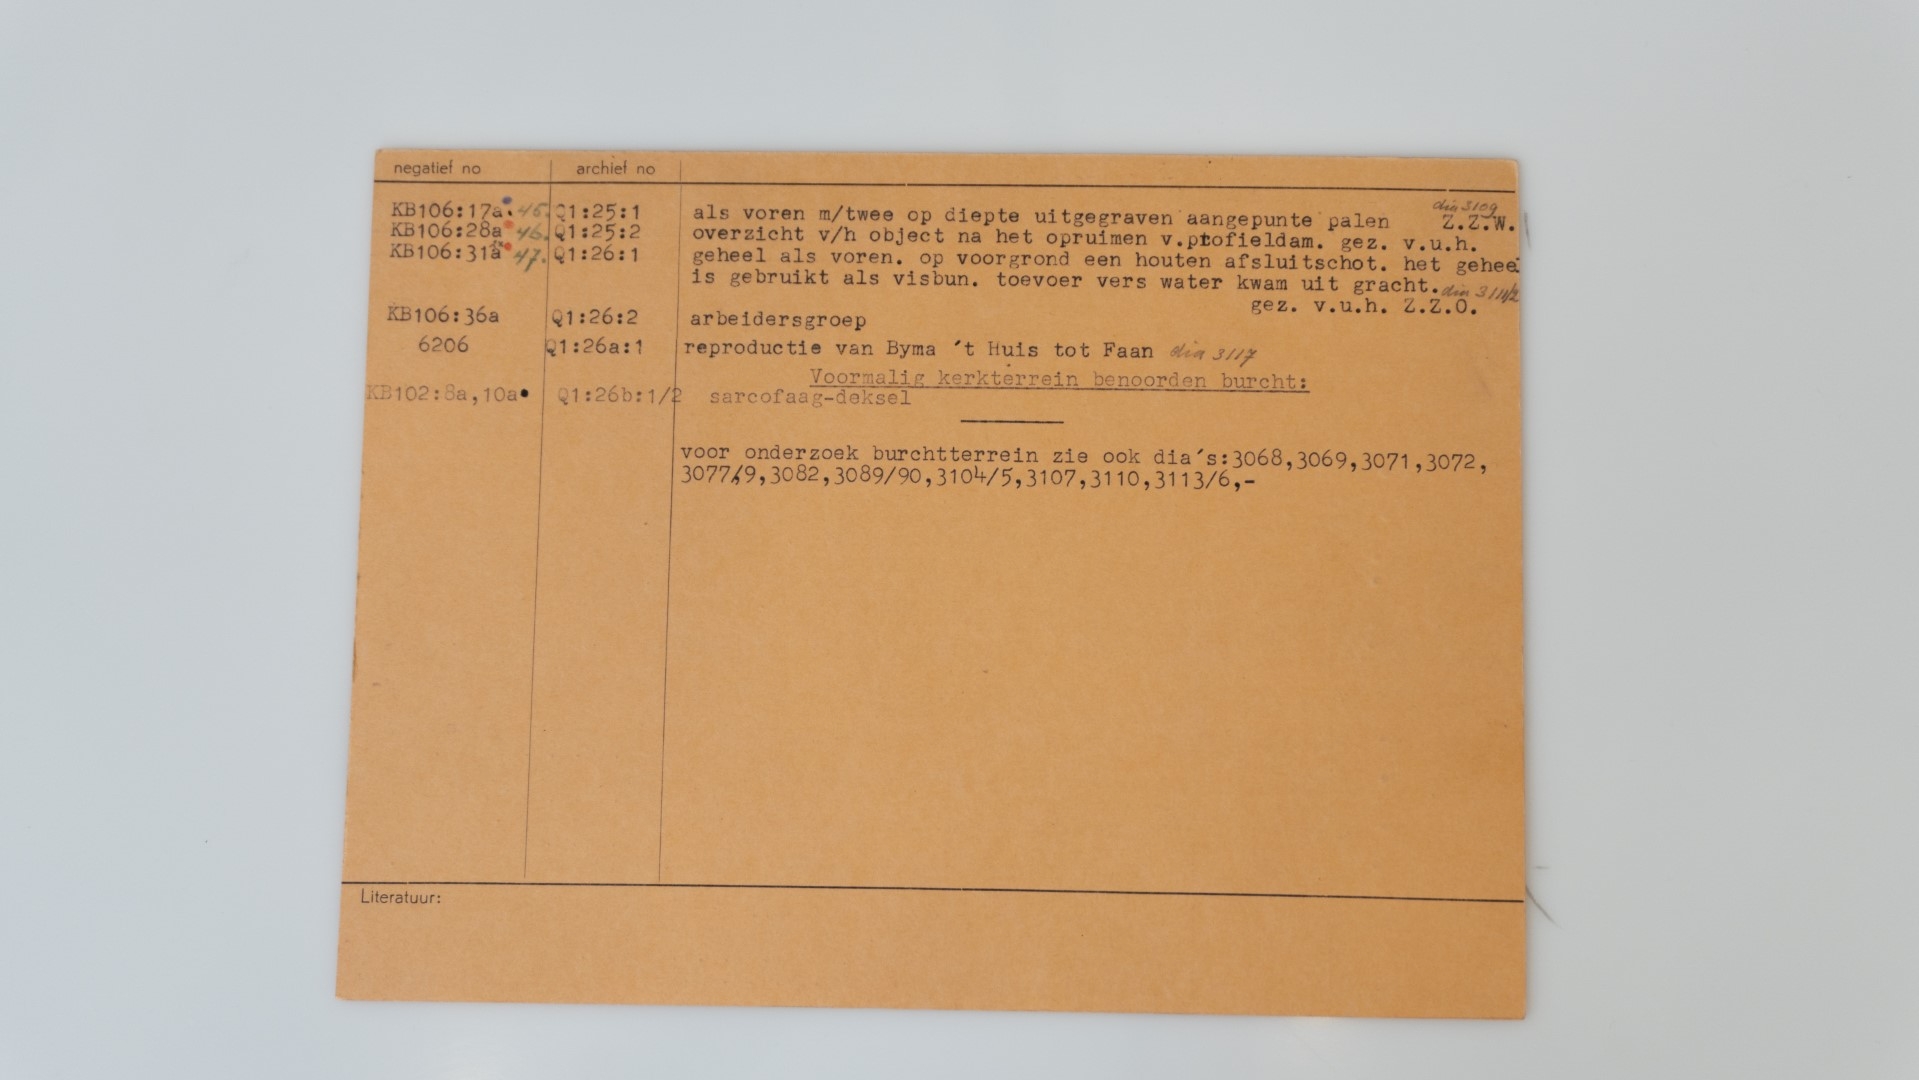 negatief no archief no
KB106:17a 45. Q1:25:1 als voren m/twee op diepte uitgegraven aangepunte palen Z.Z.W. dia 3109
KB106:28a 46. Q1:25:2 overzicht v/h object na het opruimen v.ptofieldam. gez. v.u.h.
KB106:31a 47. Q1:26:1 geheel als voren. op voorgrond een houten afsluitschot. het geheel
is gebruikt als visbun. toevoer vers water kwam uit gracht. dia 3111/2
gez. v.u.h. Z.Z.O.
KB106:36a Q1:26:2 arbeidersgroep
6206 Q1:26a:1 reproductie van Byma 't Huis tot Faan dia 3117
Voormalig kerkterrein benoorden burcht:
KB102:8a,10a Q1:26b:1/2 sarcofaag-deksel
voor onderzoek burchtterrein zie ook dia's:3068,3069,3071,3072,
3077/9,3082,3089/90,3104/5,3107,3110,3113/6,-
Literatuur: